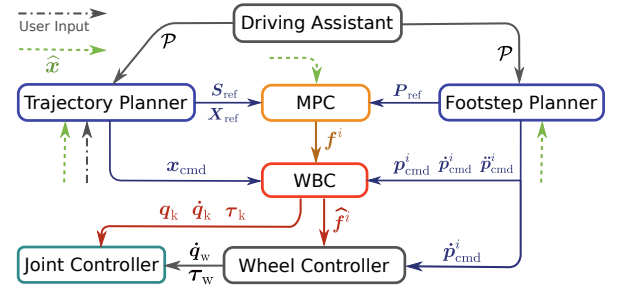 Driving Assistant
User Input
𝒫
𝒫
x̂
Trajectory Planner
S_ref
X_ref
MPC
P_ref
Footstep Planner
f^i
x_cmd
WBC
p^i_cmd ṗ^i_cmd p̈^i_cmd
q_k q̇_k τ_k
f̂^i
Joint Controller
q̇_w
τ_w
Wheel Controller
ṗ^i_cmd